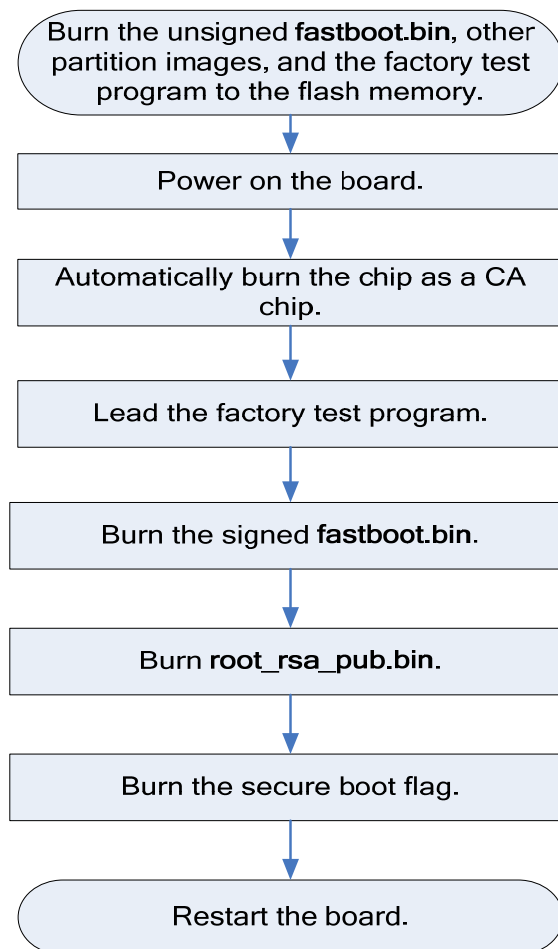 Burn the unsigned fastboot.bin, other
partition images, and the factory test
program to the flash memory.
Power on the board.
Automatically burn the chip as a CA
chip.
Lead the factory test program.
Burn the signed fastboot.bin.
Burn root_rsa_pub.bin.
Burn the secure boot flag.
Restart the board.